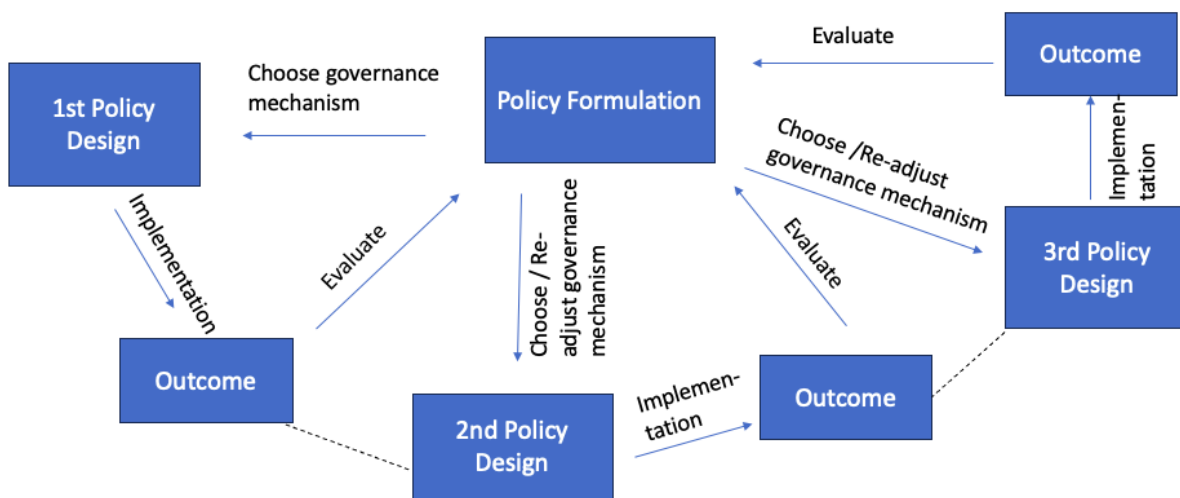 Choose governance
mechanism
1st Policy
Design
Implementation
Outcome
Evaluate
Policy Formulation
Choose / Re-
adjust governance
mechanism
2nd Policy
Design
Implemen-
tation
Outcome
Evaluate
Choose /Re-adjust
governance mechanism
3rd Policy
Design
Implemen-
tation
Outcome
Evaluate